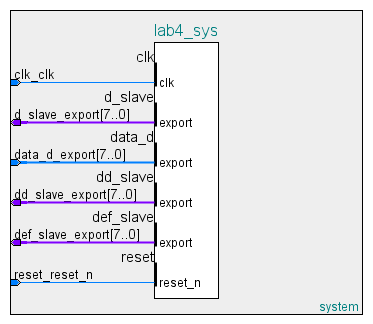 lab4_sys
clk
clk_clk
clk
d_slave
d_slave_export[7..0]
export
data_d
data_d_export[7..0]
export
dd_slave
dd_slave_export[7..0]
export
def_slave
def_slave_export[7..0]
export
reset
reset_reset_n
reset_n
system